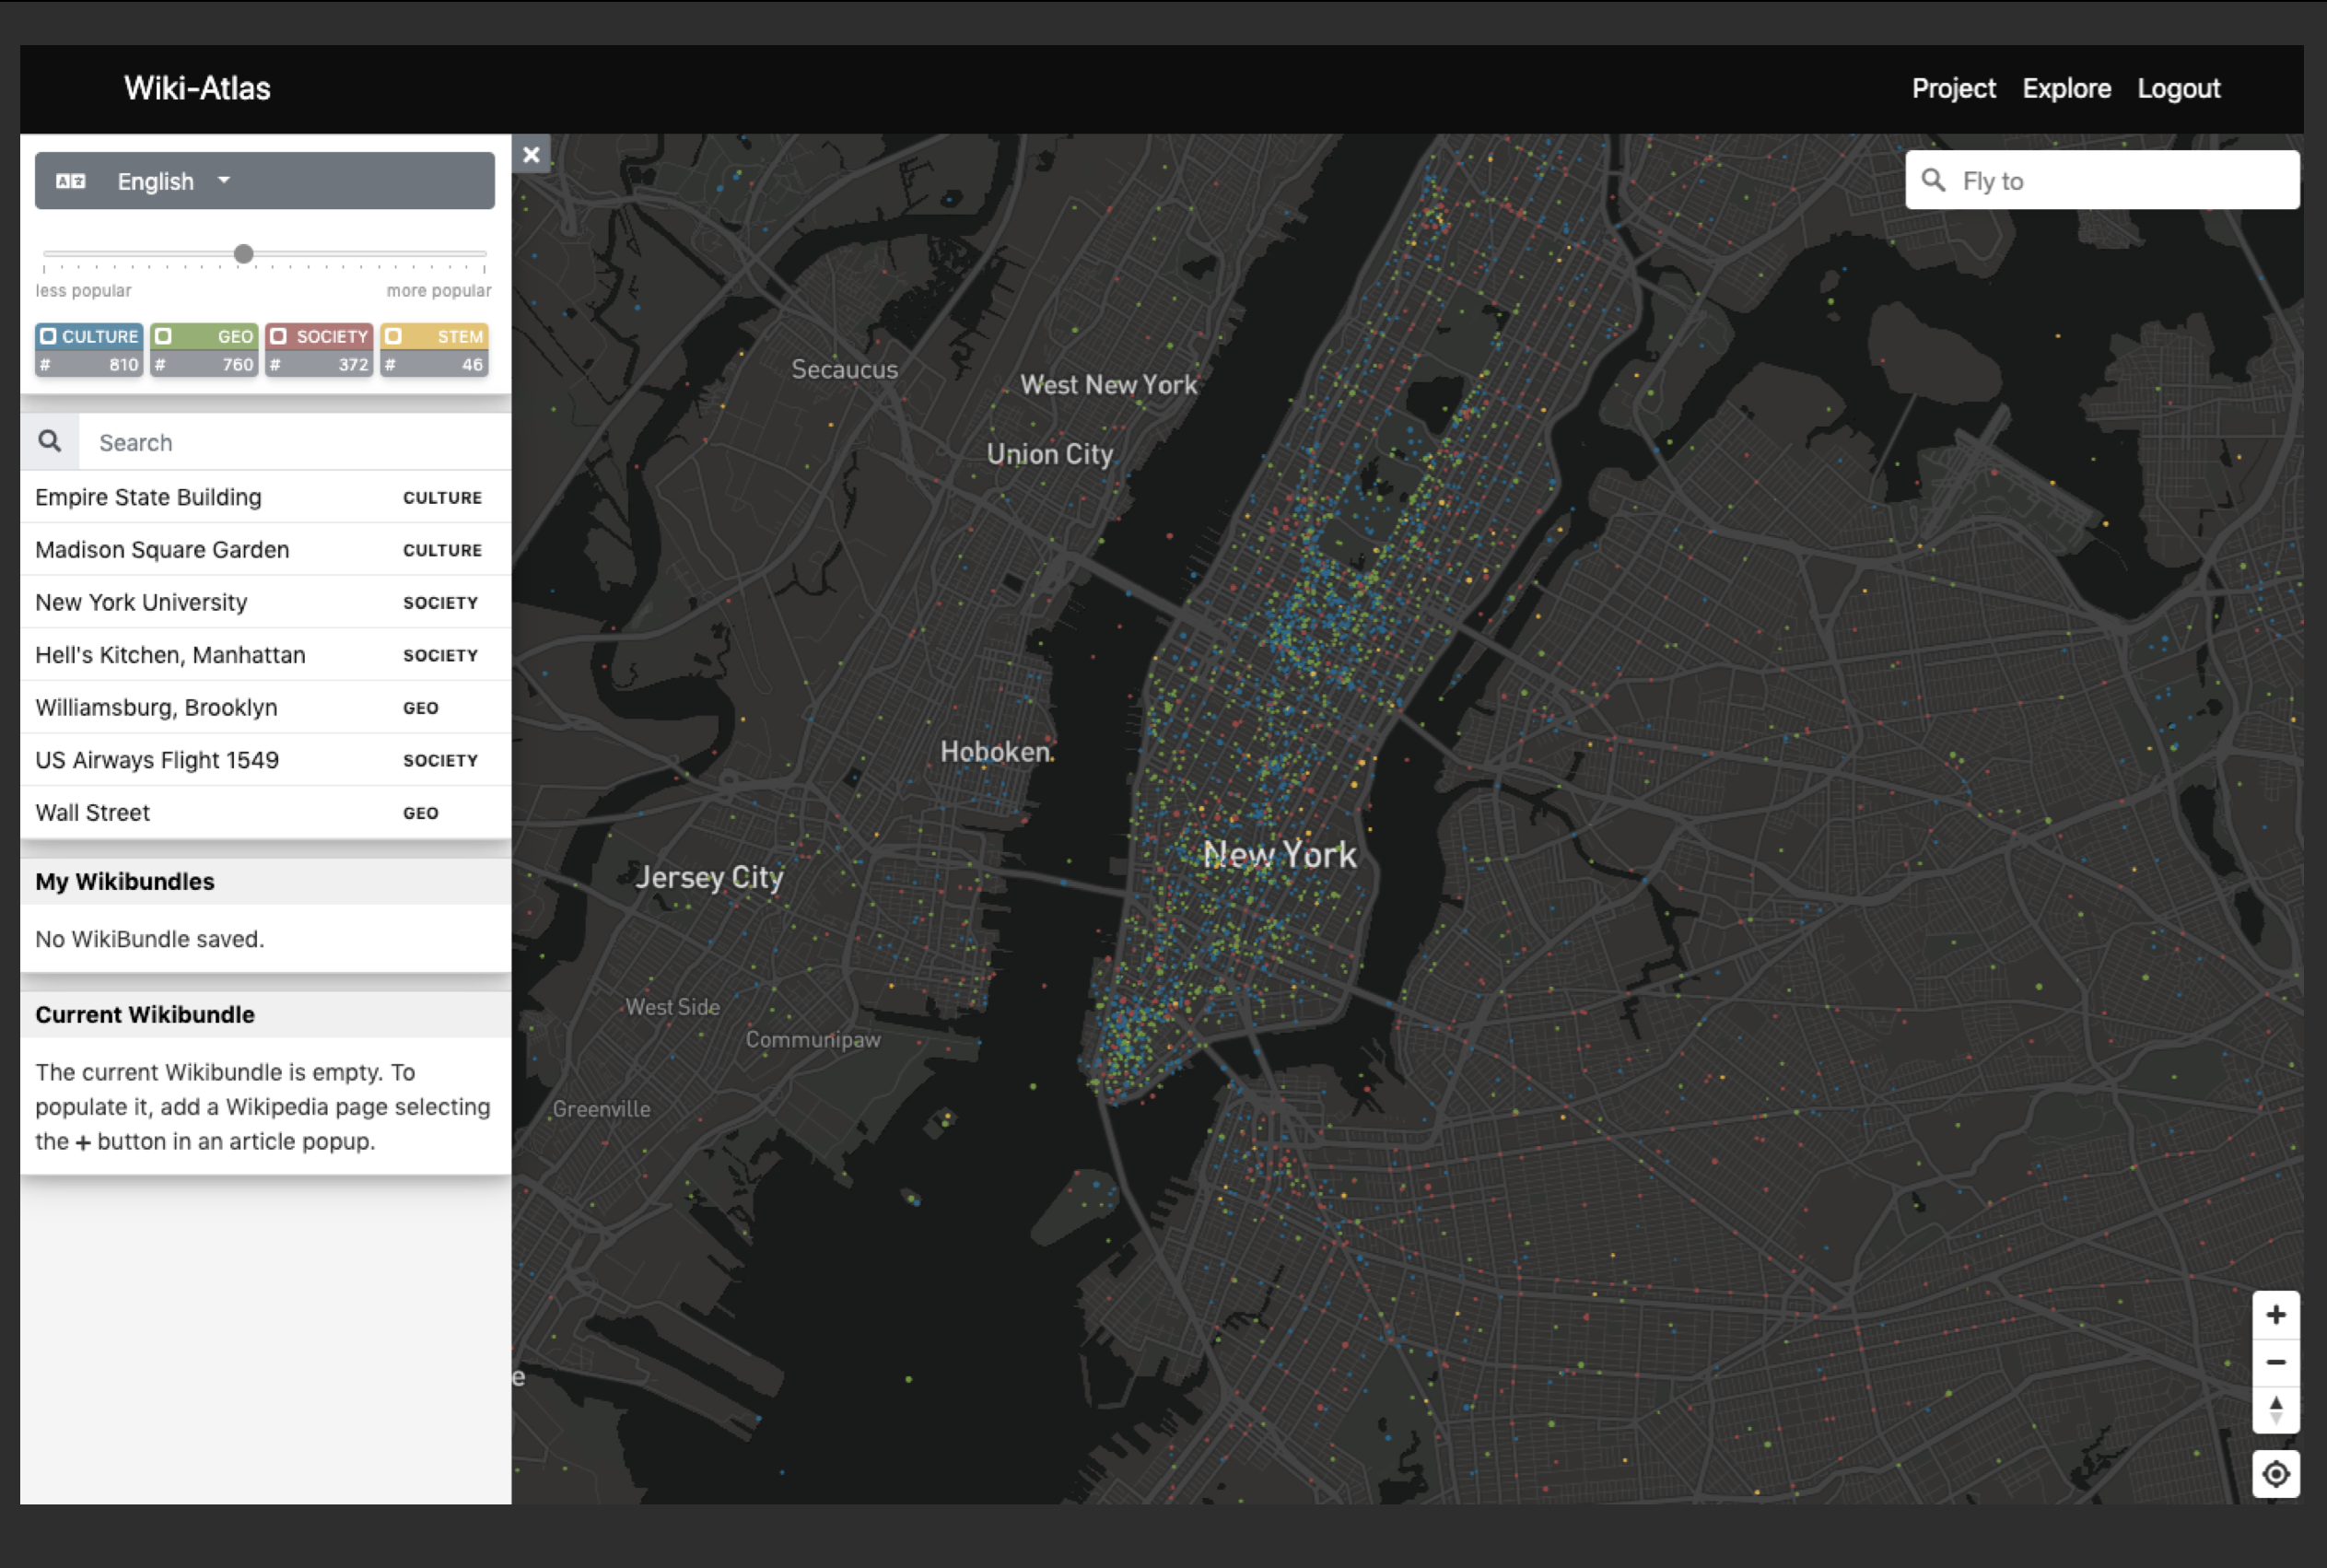 Wiki-Atlas
Project Explore Logout
English
Fly to
less popular more popular
CULTURE GEO SOCIETY STEM
# 810 # 760 # 372 # 46
Search
Empire State Building CULTURE
Madison Square Garden CULTURE
New York University SOCIETY
Hell's Kitchen, Manhattan SOCIETY
Williamsburg, Brooklyn GEO
US Airways Flight 1549 SOCIETY
Wall Street GEO
My Wikibundles
No WikiBundle saved.
Current Wikibundle
The current Wikibundle is empty. To
populate it, add a Wikipedia page selecting
the + button in an article popup.
Secaucus
West New York
Union City
Hoboken
New York
Jersey City
West Side
Communipaw
Greenville
e